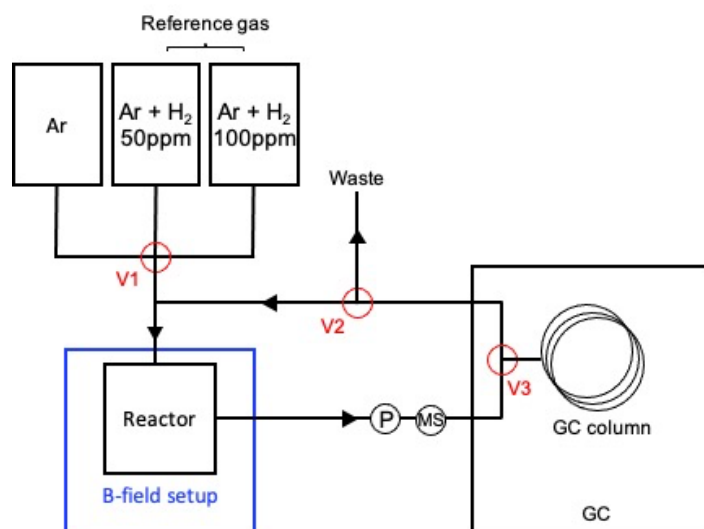 Reference gas
Ar
Ar + H₂
50ppm
Ar + H₂
100ppm
Waste
V1
V2
V3
Reactor
P
MS
GC column
B-field setup
GC